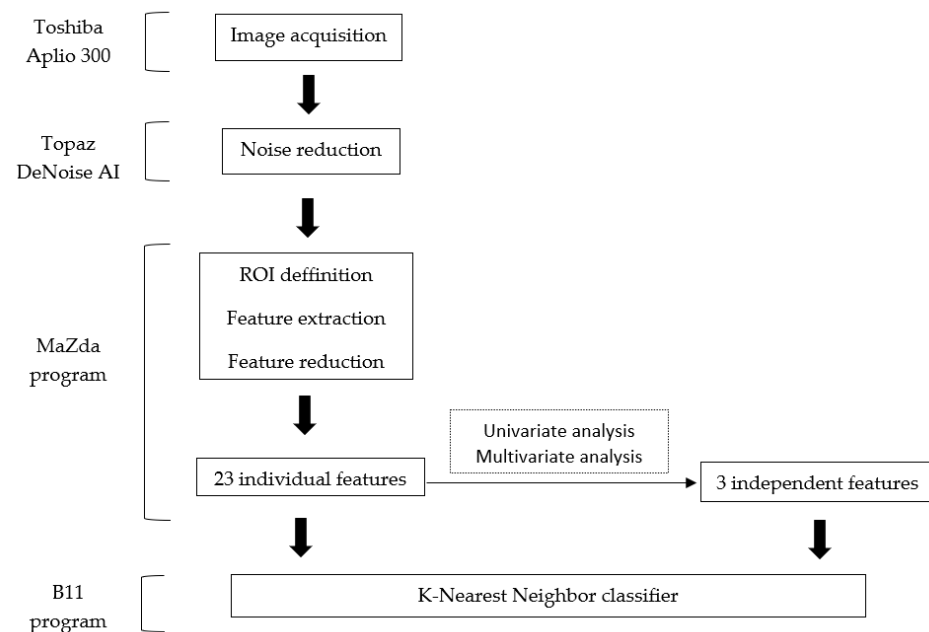 Toshiba
Aplio 300
Image acquisition
Topaz
DeNoise AI
Noise reduction
MaZda
program
ROI deffinition
Feature extraction
Feature reduction
Univariate analysis
Multivariate analysis
23 individual features
3 independent features
B11
program
K-Nearest Neighbor classifier